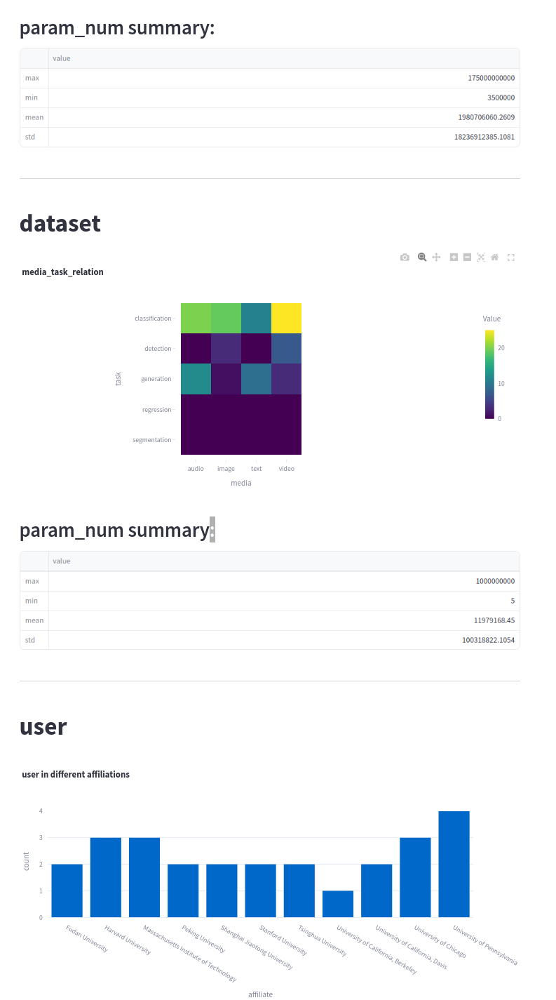 param_num summary:
value
max 175000000000
min 3500000
mean 1980706060.2609
std 18236912385.1081
dataset
media_task_relation
classification
detection
generation
regression
segmentation
task
audio image text video
media
Value
20
10
0
param_num summary:
value
max 1000000000
min 5
mean 11979168.45
std 100318822.1054
user
user in different affiliations
4
3
2
1
0
count
Fudan University
Harvard University
Massachusetts Institute of Technology
Peking University
Shanghai Jiaotong University
Stanford University
Tsinghua University
University of California, Berkeley
University of California, Davis
University of Chicago
University of Pennsylvania
affiliate